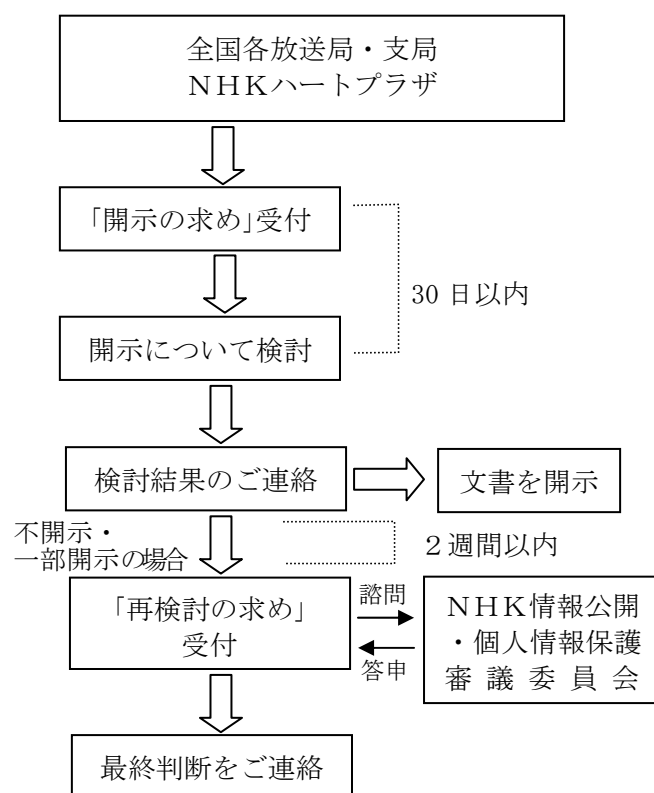 全国各放送局・支局
ＮＨＫハートプラザ
「開示の求め」受付
30 日以内
開示について検討
検討結果のご連絡
文書を開示
不開示・
一部開示の場合
２週間以内
「再検討の求め」
受付
諮問
答申
ＮＨＫ情報公開
・個人情報保護
審 議 委 員 会
最終判断をご連絡